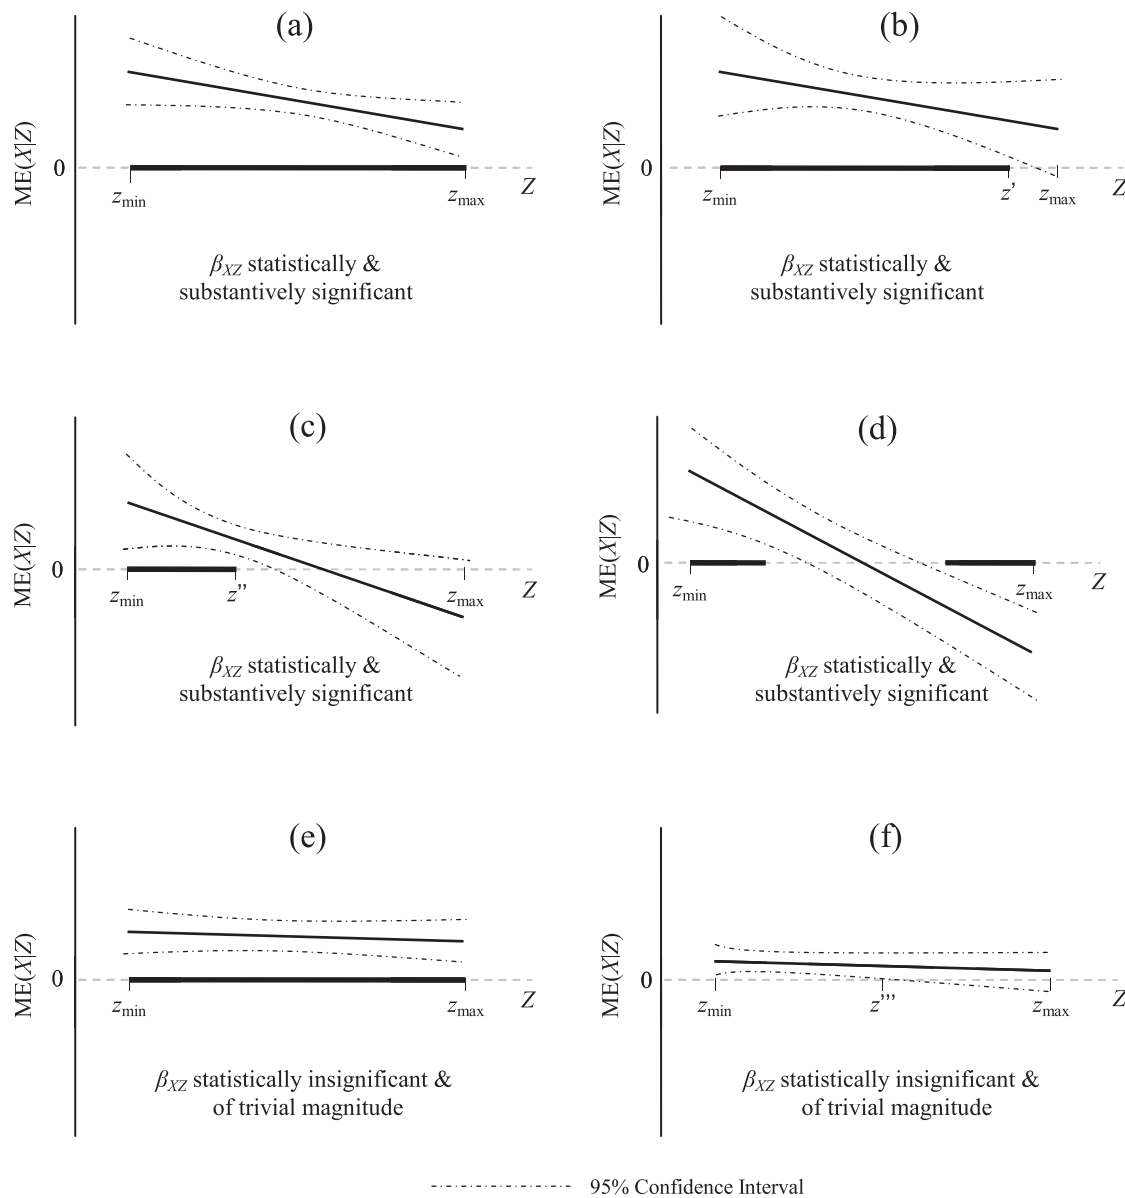 (a)
ME(X|Z)
0
z_min
z_max
Z
β_XZ statistically &
substantively significant
(b)
ME(X|Z)
0
z_min
z'
z_max
Z
β_XZ statistically &
substantively significant
(c)
ME(X|Z)
0
z_min
z''
z_max
Z
β_XZ statistically &
substantively significant
(d)
ME(X|Z)
0
z_min
z_max
Z
β_XZ statistically &
substantively significant
(e)
ME(X|Z)
0
z_min
z_max
Z
β_XZ statistically insignificant &
of trivial magnitude
(f)
ME(X|Z)
0
z_min
z'''
z_max
Z
β_XZ statistically insignificant &
of trivial magnitude
95% Confidence Interval